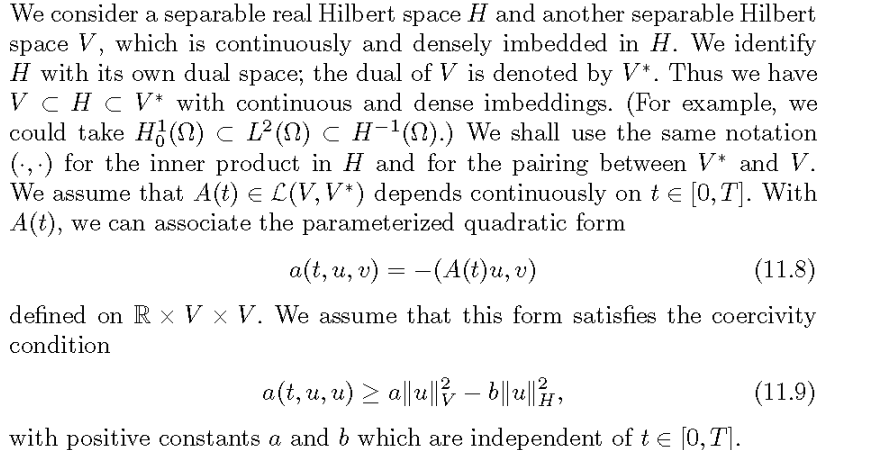 We consider a separable real Hilbert space H and another separable Hilbert
space V, which is continuously and densely imbedded in H. We identify
H with its own dual space; the dual of V is denoted by V*. Thus we have
V ⊂ H ⊂ V* with continuous and dense imbeddings. (For example, we
could take H₀¹(Ω) ⊂ L²(Ω) ⊂ H⁻¹(Ω).) We shall use the same notation
(·, ·) for the inner product in H and for the pairing between V* and V.
We assume that A(t) ∈ ℒ(V, V*) depends continuously on t ∈ [0, T]. With
A(t), we can associate the parameterized quadratic form
a(t, u, v) = −(A(t)u, v) (11.8)
defined on ℝ × V × V. We assume that this form satisfies the coercivity
condition
a(t, u, u) ≥ a‖u‖²_V − b‖u‖²_H, (11.9)
with positive constants a and b which are independent of t ∈ [0, T].